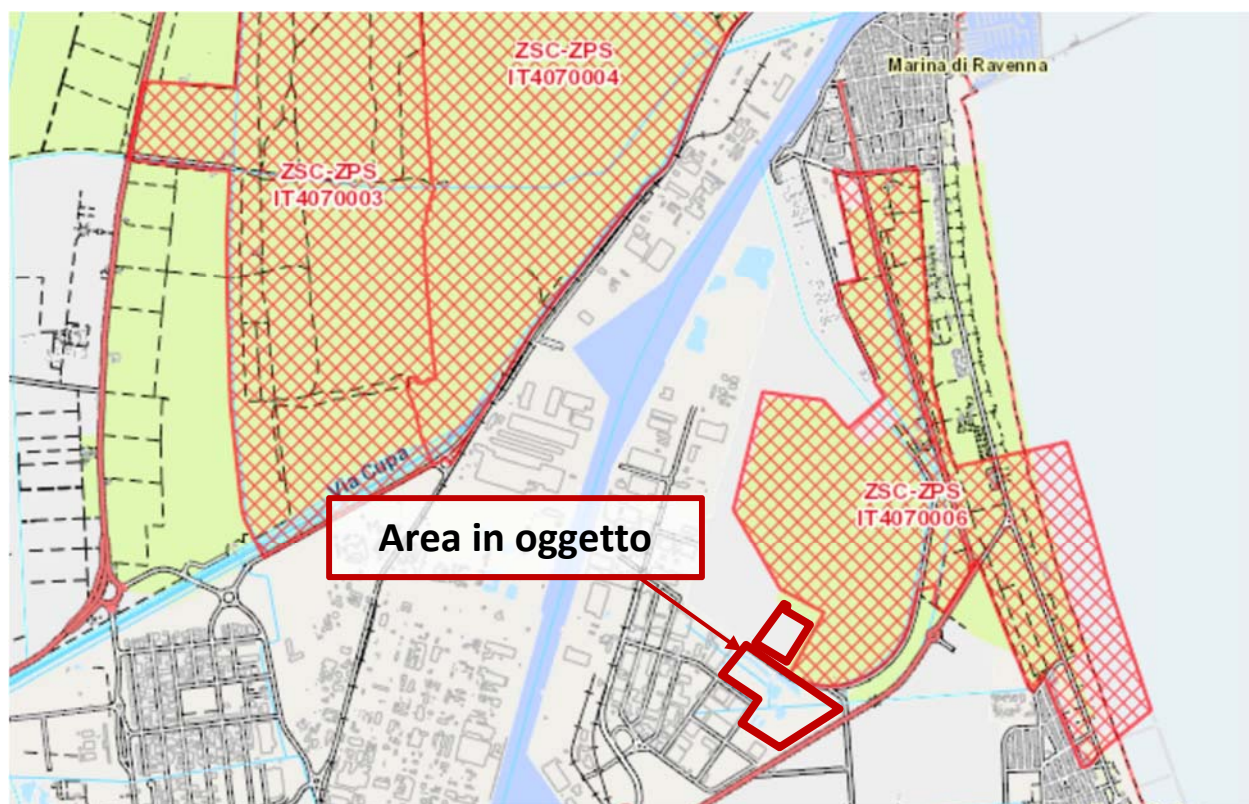 ZSC-ZPS
IT4070004
Marina di Ravenna
ZSC-ZPS
IT4070003
Via Cupa
Area in oggetto
ZSC-ZPS
IT4070006